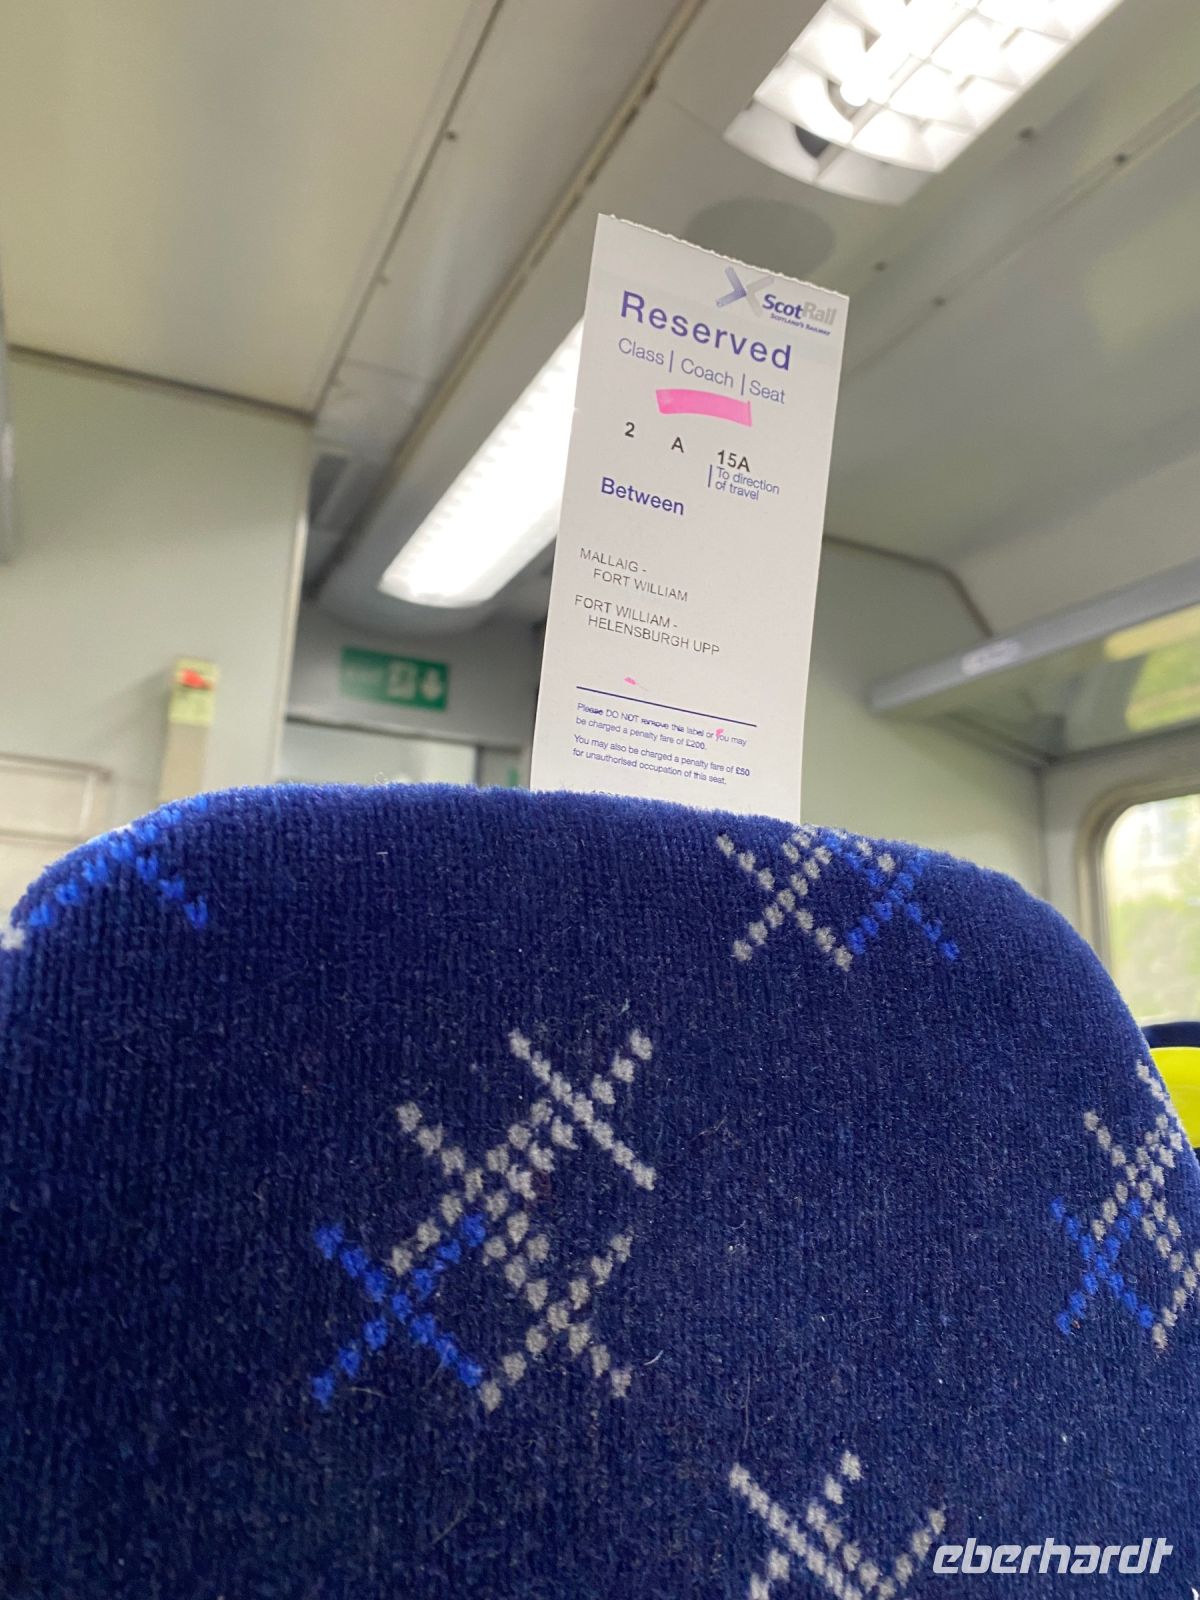 ScotRail
SCOTLAND'S RAILWAY
Reserved
Class | Coach | Seat
2 A 15A
To direction
of travel
Between
MALLAIG -
FORT WILLIAM
FORT WILLIAM -
HELENSBURGH UPP
Please DO NOT remove this label or you may
be charged a penalty fare of £200.
You may also be charged a penalty fare of £50
for unauthorised occupation of this seat.
eberhardt